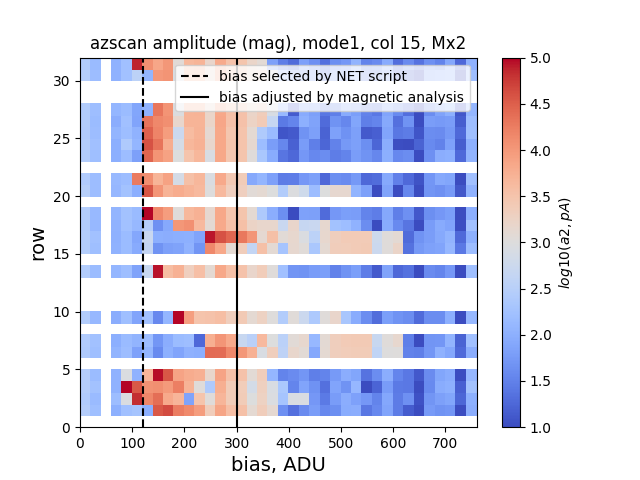 azscan amplitude (mag), mode1, col 15, Mx2
bias selected by NET script
bias adjusted by magnetic analysis
row
30
25
20
15
10
5
0
0 100 200 300 400 500 600 700
bias, ADU
5.0
4.5
4.0
3.5
3.0
2.5
2.0
1.5
1.0
log10(a2, pA)